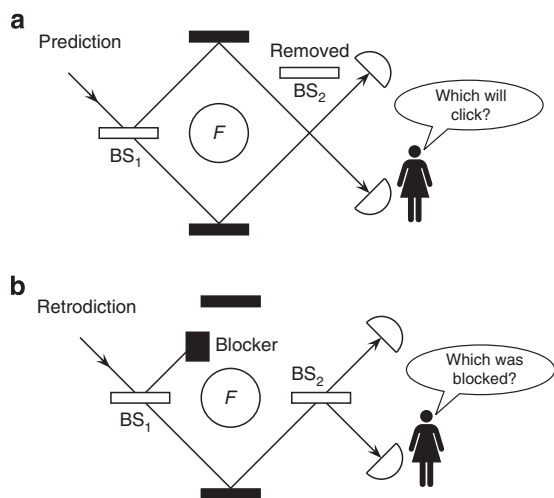 a
Prediction
Removed
BS₂
F
BS₁
Which will
click?
b
Retrodiction
Blocker
BS₂
F
BS₁
Which was
blocked?